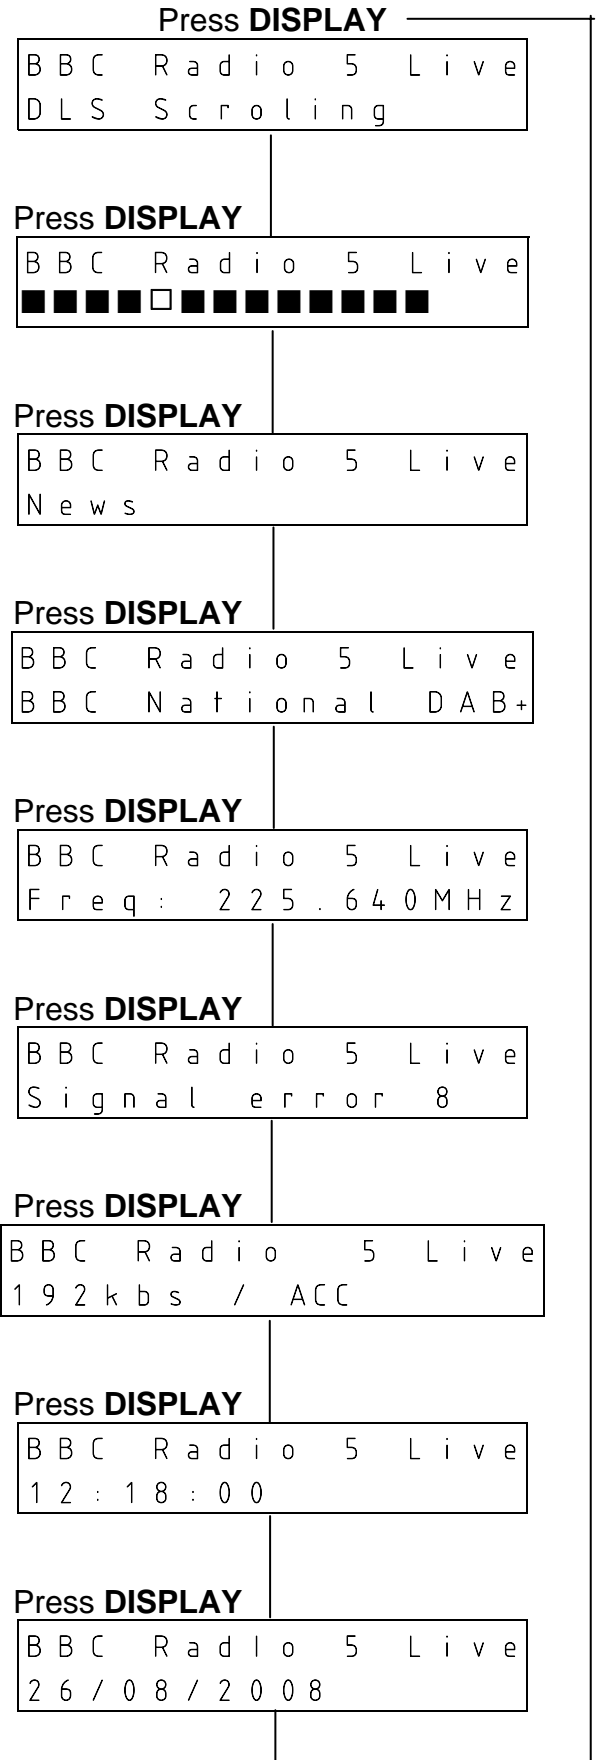 Press DISPLAY
BBC Radio 5 Live
DLS Scroling
Press DISPLAY
BBC Radio 5 Live
■■■■□■■■■■■■■
Press DISPLAY
BBC Radio 5 Live
News
Press DISPLAY
BBC Radio 5 Live
BBC National DAB+
Press DISPLAY
BBC Radio 5 Live
Freq: 225.640MHz
Press DISPLAY
BBC Radio 5 Live
Signal error 8
Press DISPLAY
BBC Radio 5 Live
192kbs / ACC
Press DISPLAY
BBC Radio 5 Live
12:18:00
Press DISPLAY
BBC RadIo 5 Live
26/08/2008